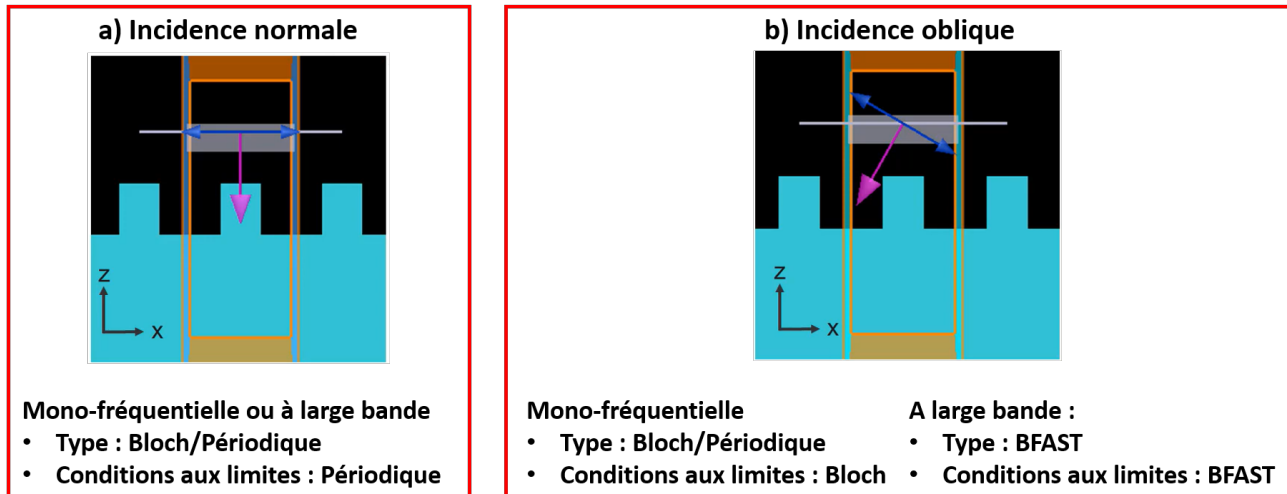 a) Incidence normale
z
x
Mono-fréquentielle ou à large bande
• Type : Bloch/Périodique
• Conditions aux limites : Périodique
b) Incidence oblique
z
x
Mono-fréquentielle
• Type : Bloch/Périodique
• Conditions aux limites : Bloch
A large bande :
• Type : BFAST
• Conditions aux limites : BFAST